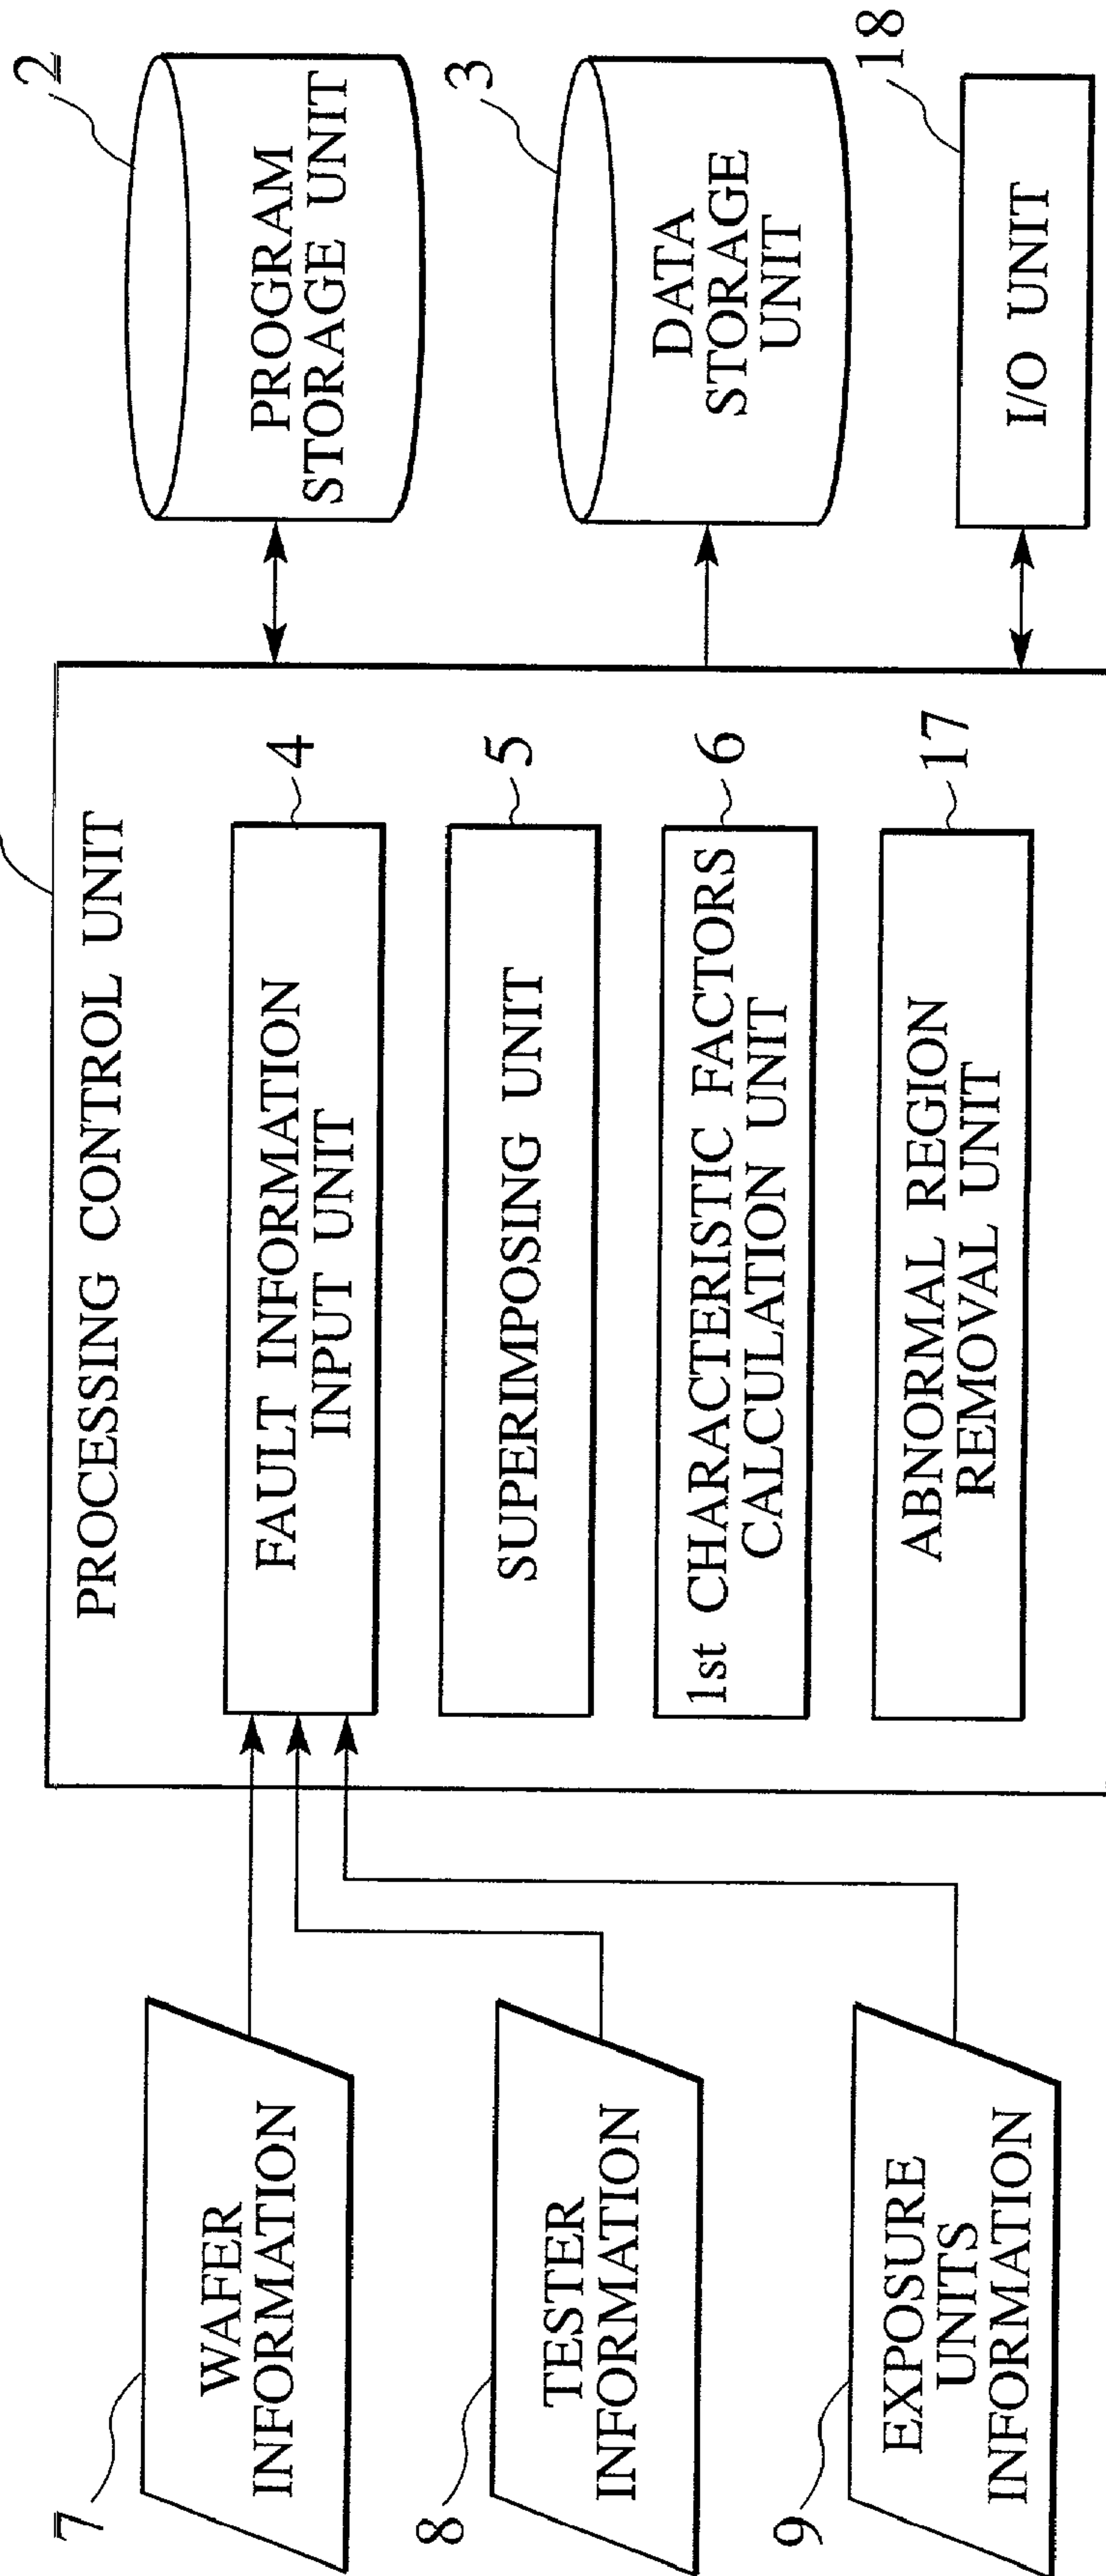 PROCESSING CONTROL UNIT
7
WAFER
INFORMATION
8
TESTER
INFORMATION
9
EXPOSURE
UNITS
INFORMATION
FAULT INFORMATION
INPUT UNIT
4
SUPERIMPOSING UNIT
5
1st CHARACTERISTIC FACTORS
CALCULATION UNIT
6
ABNORMAL REGION
REMOVAL UNIT
17
2
PROGRAM
STORAGE UNIT
3
DATA
STORAGE
UNIT
18
I/O UNIT